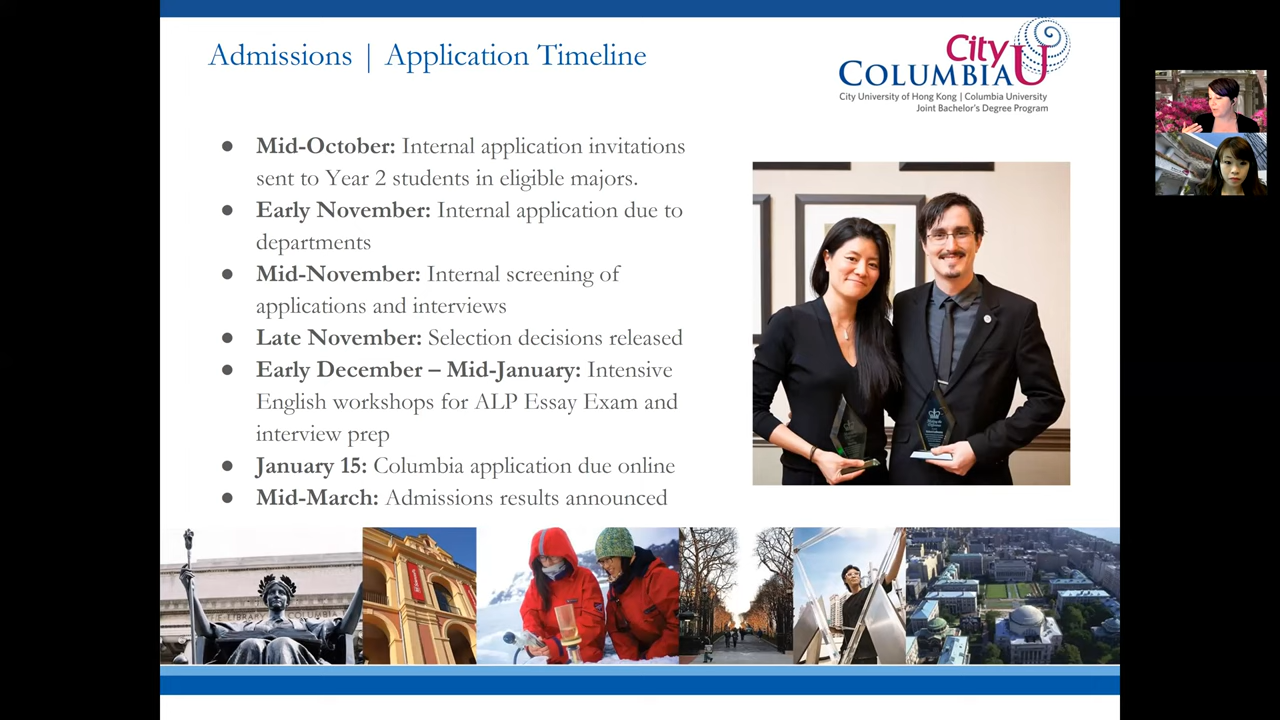 Admissions | Application Timeline
City
COLUMBIAU
City University of Hong Kong | Columbia University
Joint Bachelor's Degree Program
● Mid-October: Internal application invitations
sent to Year 2 students in eligible majors.
● Early November: Internal application due to
departments
● Mid-November: Internal screening of
applications and interviews
● Late November: Selection decisions released
● Early December – Mid-January: Intensive
English workshops for ALP Essay Exam and
interview prep
● January 15: Columbia application due online
● Mid-March: Admissions results announced